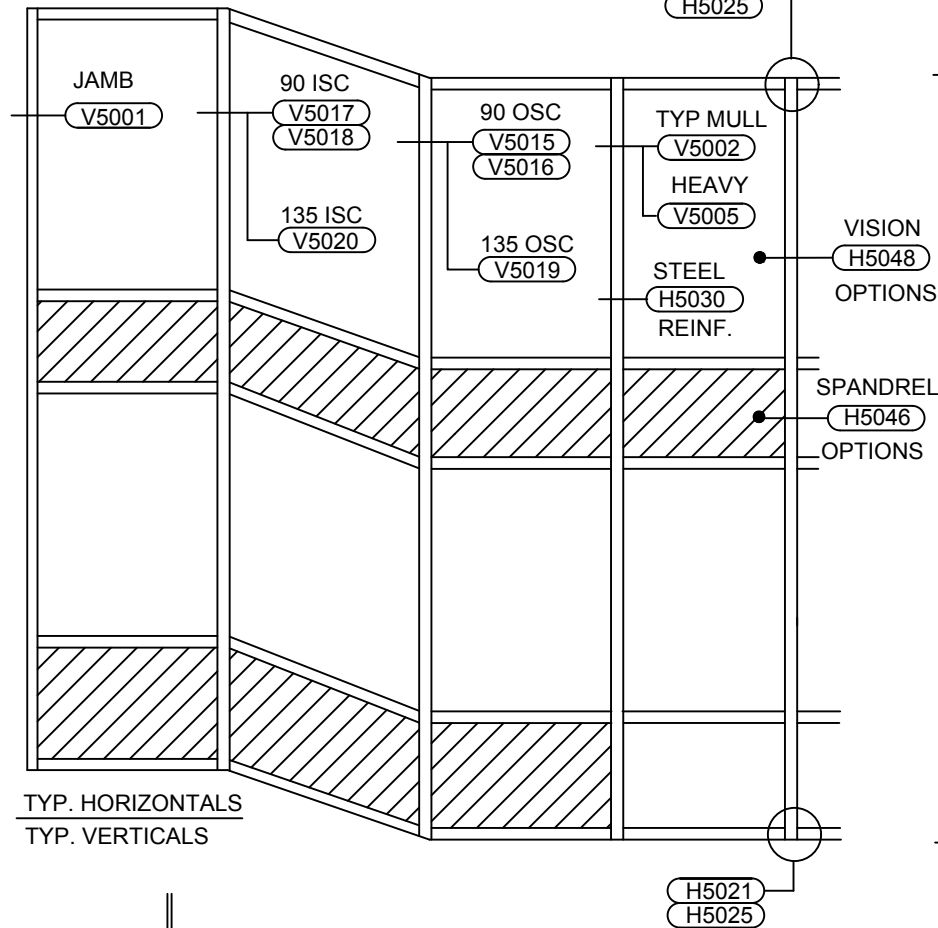 H5025
JAMB
V5001
90 ISC
V5017
V5018
135 ISC
V5020
90 OSC
V5015
V5016
135 OSC
V5019
TYP MULL
V5002
HEAVY
V5005
STEEL
H5030
REINF.
VISION
H5048
OPTIONS
SPANDREL
H5046
OPTIONS
TYP. HORIZONTALS
TYP. VERTICALS
H5021
H5025